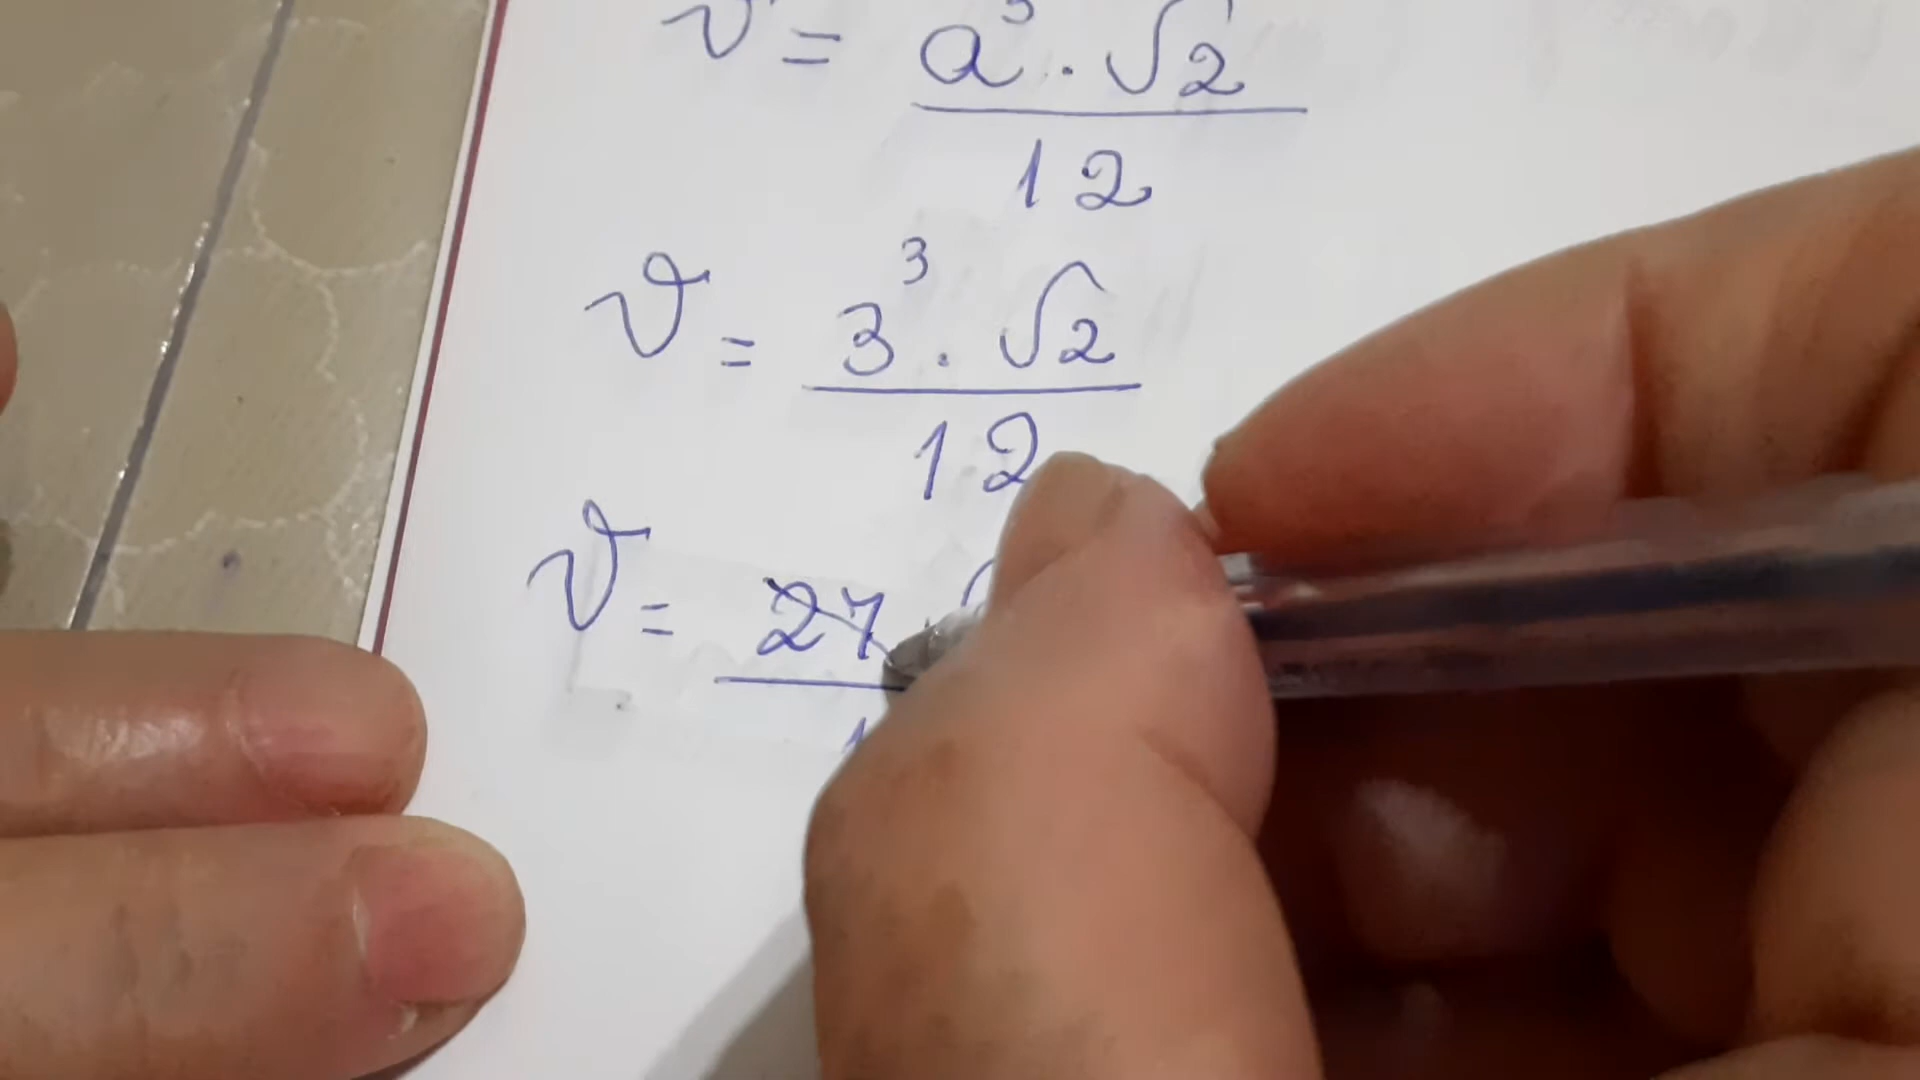 V = a³ . √2
12
V = 3³ . √2
12
V = 27